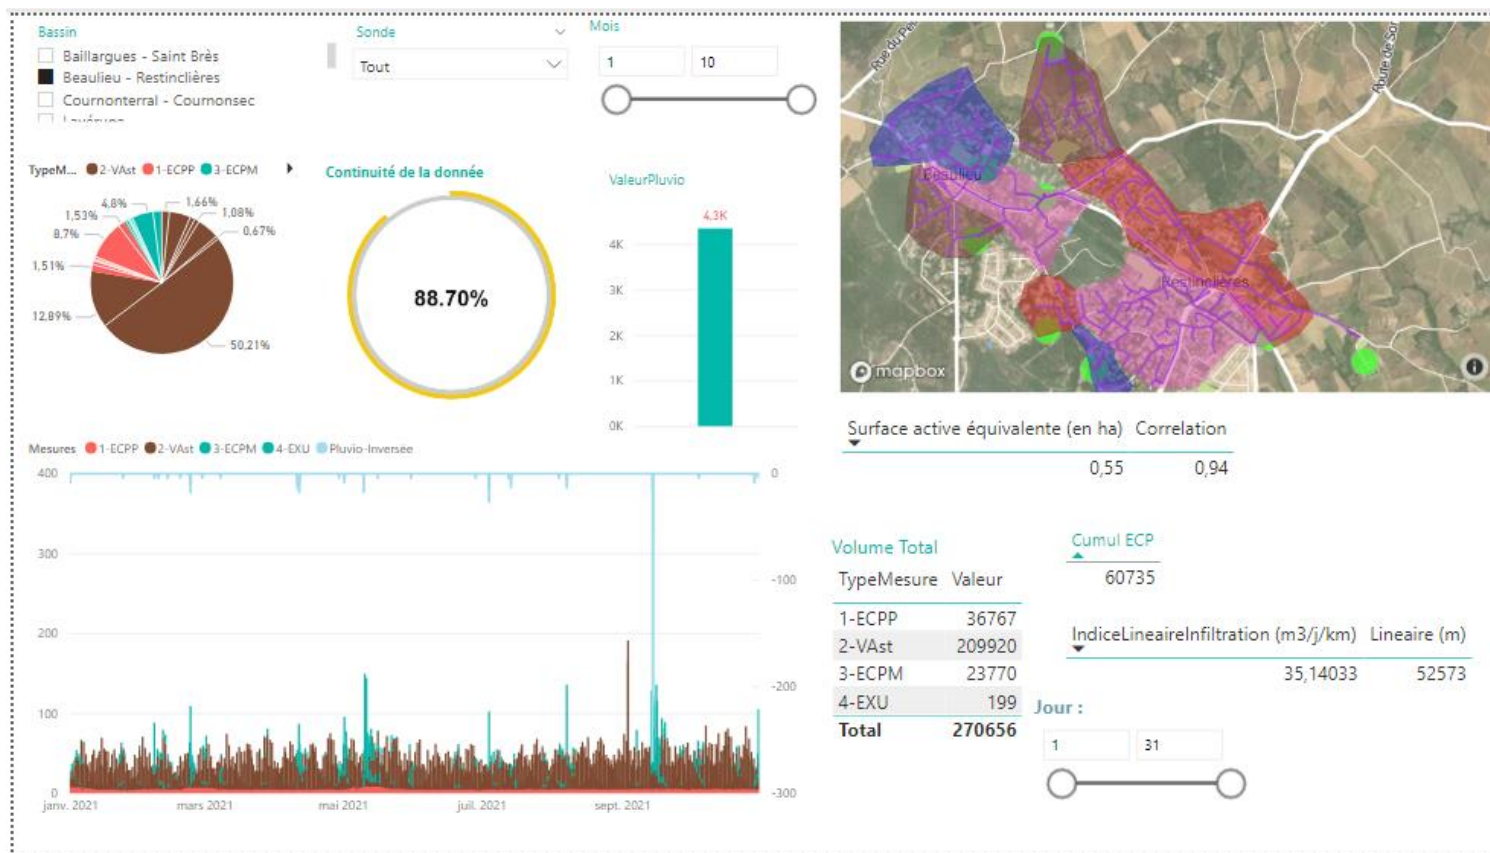 Bassin
Baillargues - Saint Brès
Beaulieu - Restinclières
Cournonterral - Cournonsec
Sonde
Tout
Mois
1
10
TypeM...
2-VAst
1-ECPP
3-ECPM
4,8%
1,66%
1,53%
1,08%
8,7%
0,67%
1,51%
12,89%
50,21%
Continuité de la donnée
88.70%
ValeurPluvio
4.3K
4K
3K
2K
1K
0K
Beaulieu
Restinclières
mapbox
Surface active équivalente (en ha) Correlation
0,55 0,94
Mesures
1-ECPP
2-VAst
3-ECPM
4-EXU
Pluvio-Inversée
400
300
200
100
0
0
-100
-200
-300
janv. 2021
mars 2021
mai 2021
juil. 2021
sept. 2021
Volume Total
TypeMesure Valeur
1-ECPP 36767
2-VAst 209920
3-ECPM 23770
4-EXU 199
Total 270656
Cumul ECP
60735
IndiceLineaireInfiltration (m3/j/km) Lineaire (m)
35,14033 52573
Jour :
1
31